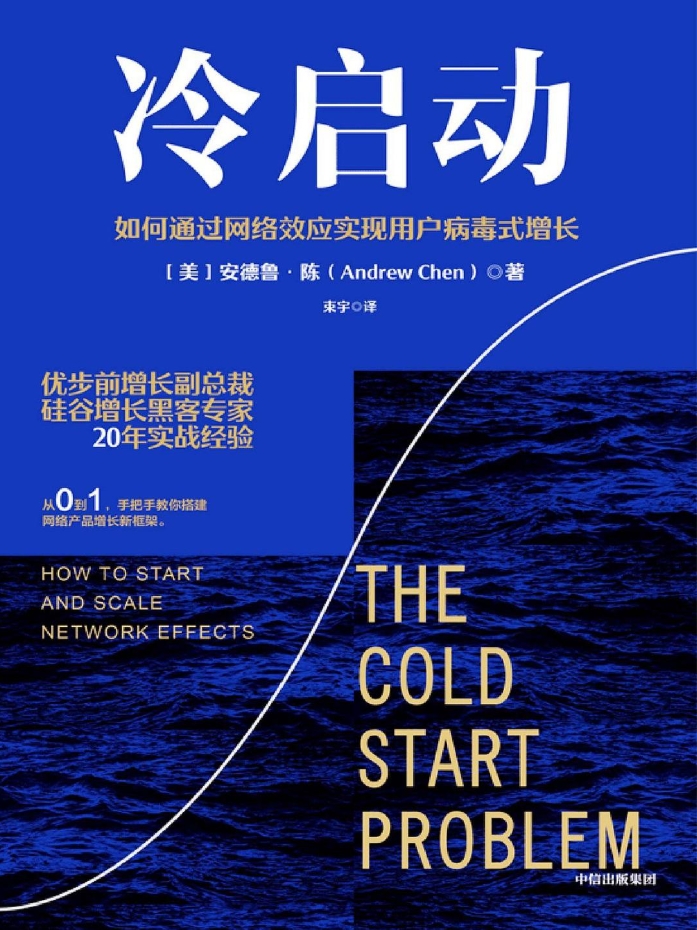 冷启动
如何通过网络效应实现用户病毒式增长
［美］安德鲁·陈（Andrew Chen）◎著
束宇◎译
优步前增长副总裁
硅谷增长黑客专家
20年实战经验
从0到1，手把手教你搭建
网络产品增长新框架。
HOW TO START
AND SCALE
NETWORK EFFECTS
THE
COLD
START
PROBLEM
中信出版集团